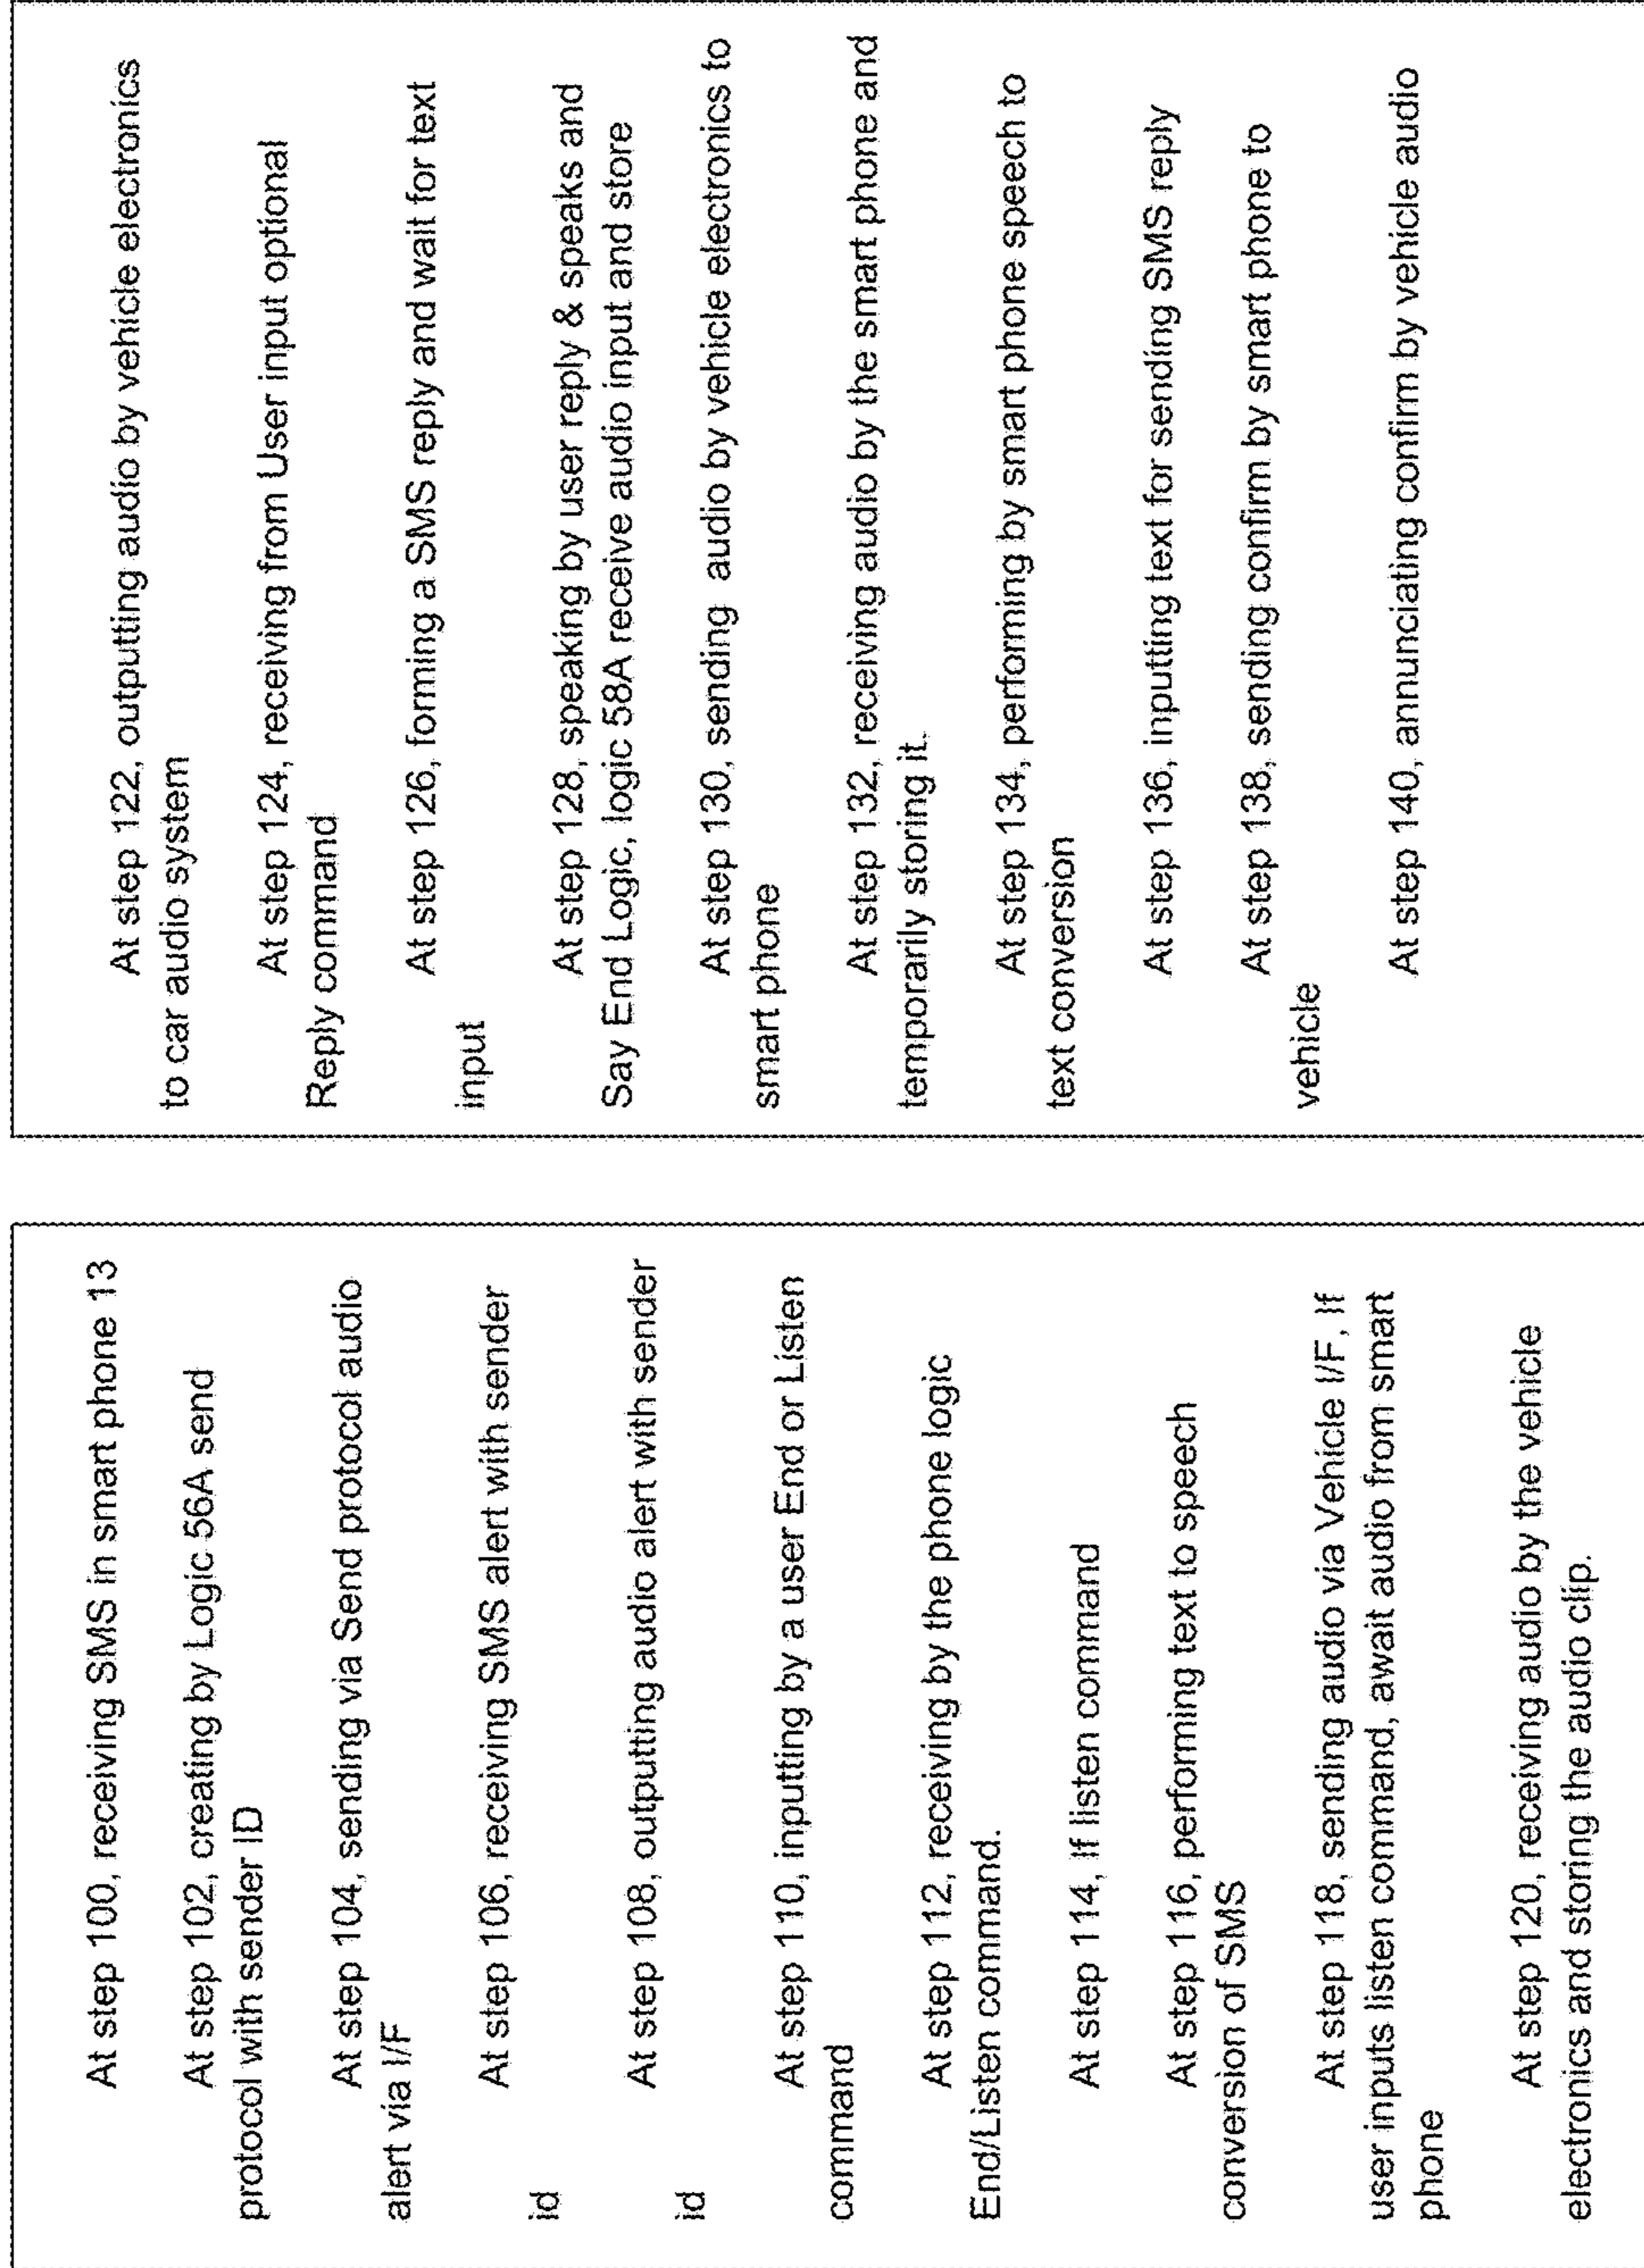 At step 100, receiving SMS in smart phone 13
At step 102, creating by Logic 56A send
protocol with sender ID
At step 104, sending via Send protocol audio
alert via I/F
At step 106, receiving SMS alert with sender
id
At step 108, outputting audio alert with sender
id
At step 110, inputting by a user End or Listen
command
At step 112, receiving by the phone logic
End/Listen command.
At step 114, If listen command
At step 116, performing text to speech
conversion of SMS
At step 118, sending audio via Vehicle I/F, If
user inputs listen command, await audio from smart
phone
At step 120, receiving audio by the vehicle
electronics and storing the audio clip.
At step 122, outputting audio by vehicle electronics
to car audio system
At step 124, receiving from User input optional
Reply command
At step 126, forming a SMS reply and wait for text
input
At step 128, speaking by user reply & speaks and
Say End Logic, logic 58A receive audio input and store
At step 130, sending audio by vehicle electronics to
smart phone
At step 132, receiving audio by the smart phone and
temporarily storing it.
At step 134, performing by smart phone speech to
text conversion
At step 136, inputting text for sending SMS reply
At step 138, sending confirm by smart phone to
vehicle
At step 140, annunciating confirm by vehicle audio